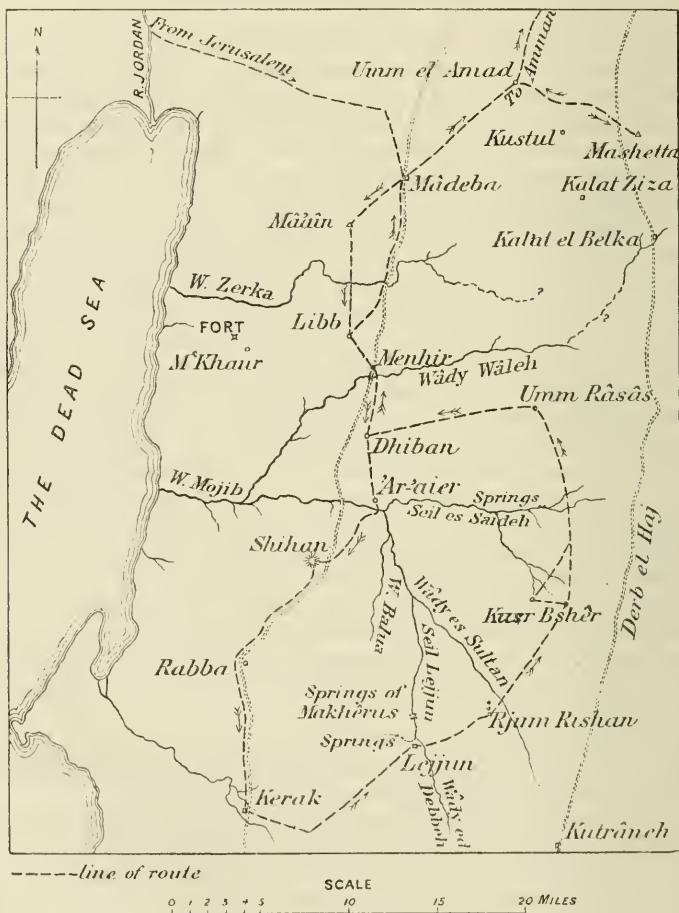 N
R. JORDAN
From Jerusalem
Umm el Amad
To Amman
Kustul
Mashetta
Mâdeba
Kalat Ziza
Mâăin
Kalat el Belka
W. Zerka
?
FORT
Libb
?
M'Khaur
Menhir
Wâdy Wâleh
THE DEAD SEA
Umm Râsâs
Dhiban
'Ar-'aier
W. Mojib
Springs
Seil es Saideh
Shihan
Derb el Haj
W. Balua
Wâdy es Sultan
Kusr Bshêr
Seil Lejjun
Rabba
Springs of
Makhêrus
Rjum Rishan
Springs
Lejjun
Kerak
Wâdy ed
Debbeh
Kutrâneh
line of route
SCALE
0 1 2 3 4 5 10 15 20 MILES